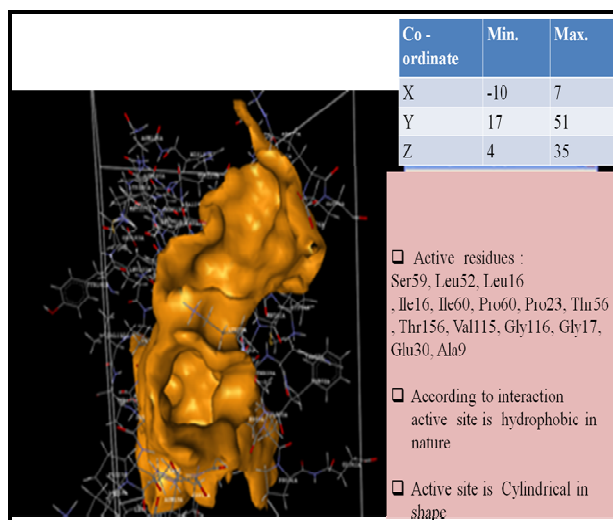 Co - Min. Max.
ordinate
X -10 7
Y 17 51
Z 4 35
Active residues :
Ser59, Leu52, Leu16
, Ile16, Ile60, Pro60, Pro23, Thr56
, Thr156, Val115, Gly116, Gly17,
Glu30, Ala9
According to interaction
active site is hydrophobic in
nature
Active site is Cylindrical in
shape